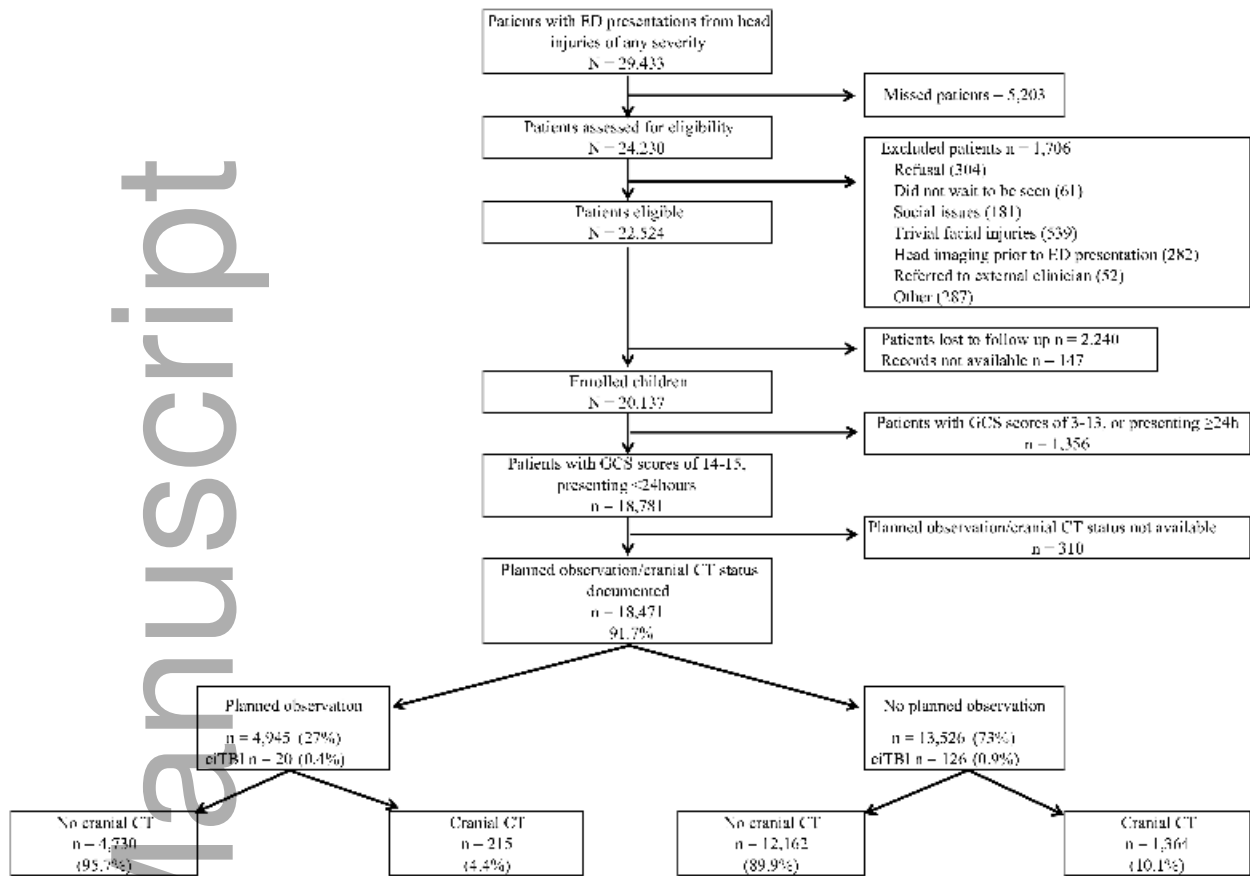 Patients with ED presentations from head
injuries of any severity
N = 29,433
Missed patients = 5,203
Patients assessed for eligibility
N = 24,230
Excluded patients n = 1,706
Refusal (304)
Did not wait to be seen (61)
Social issues (181)
Trivial facial injuries (539)
Head imaging prior to ED presentation (282)
Referred to external clinician (52)
Other (287)
Patients eligible
N = 22,524
Patients lost to follow up n = 2,240
Records not available n = 147
Enrolled children
N = 20,137
Patients with GCS scores of 3-13, or presenting ≥24h
n = 1,356
Patients with GCS scores of 14-15,
presenting <24hours
n = 18,781
Planned observation/cranial CT status not available
n = 310
Planned observation/cranial CT status
documented
n = 18,471
91.7%
Planned observation
n = 4,945 (27%)
ciTBI n = 20 (0.4%)
No planned observation
n = 13,526 (73%)
ciTBI n = 126 (0.9%)
No cranial CT
n = 4,730
(95.7%)
Cranial CT
n = 215
(4.4%)
No cranial CT
n = 12,162
(89.9%)
Cranial CT
n = 1,364
(10.1%)
Manuscript